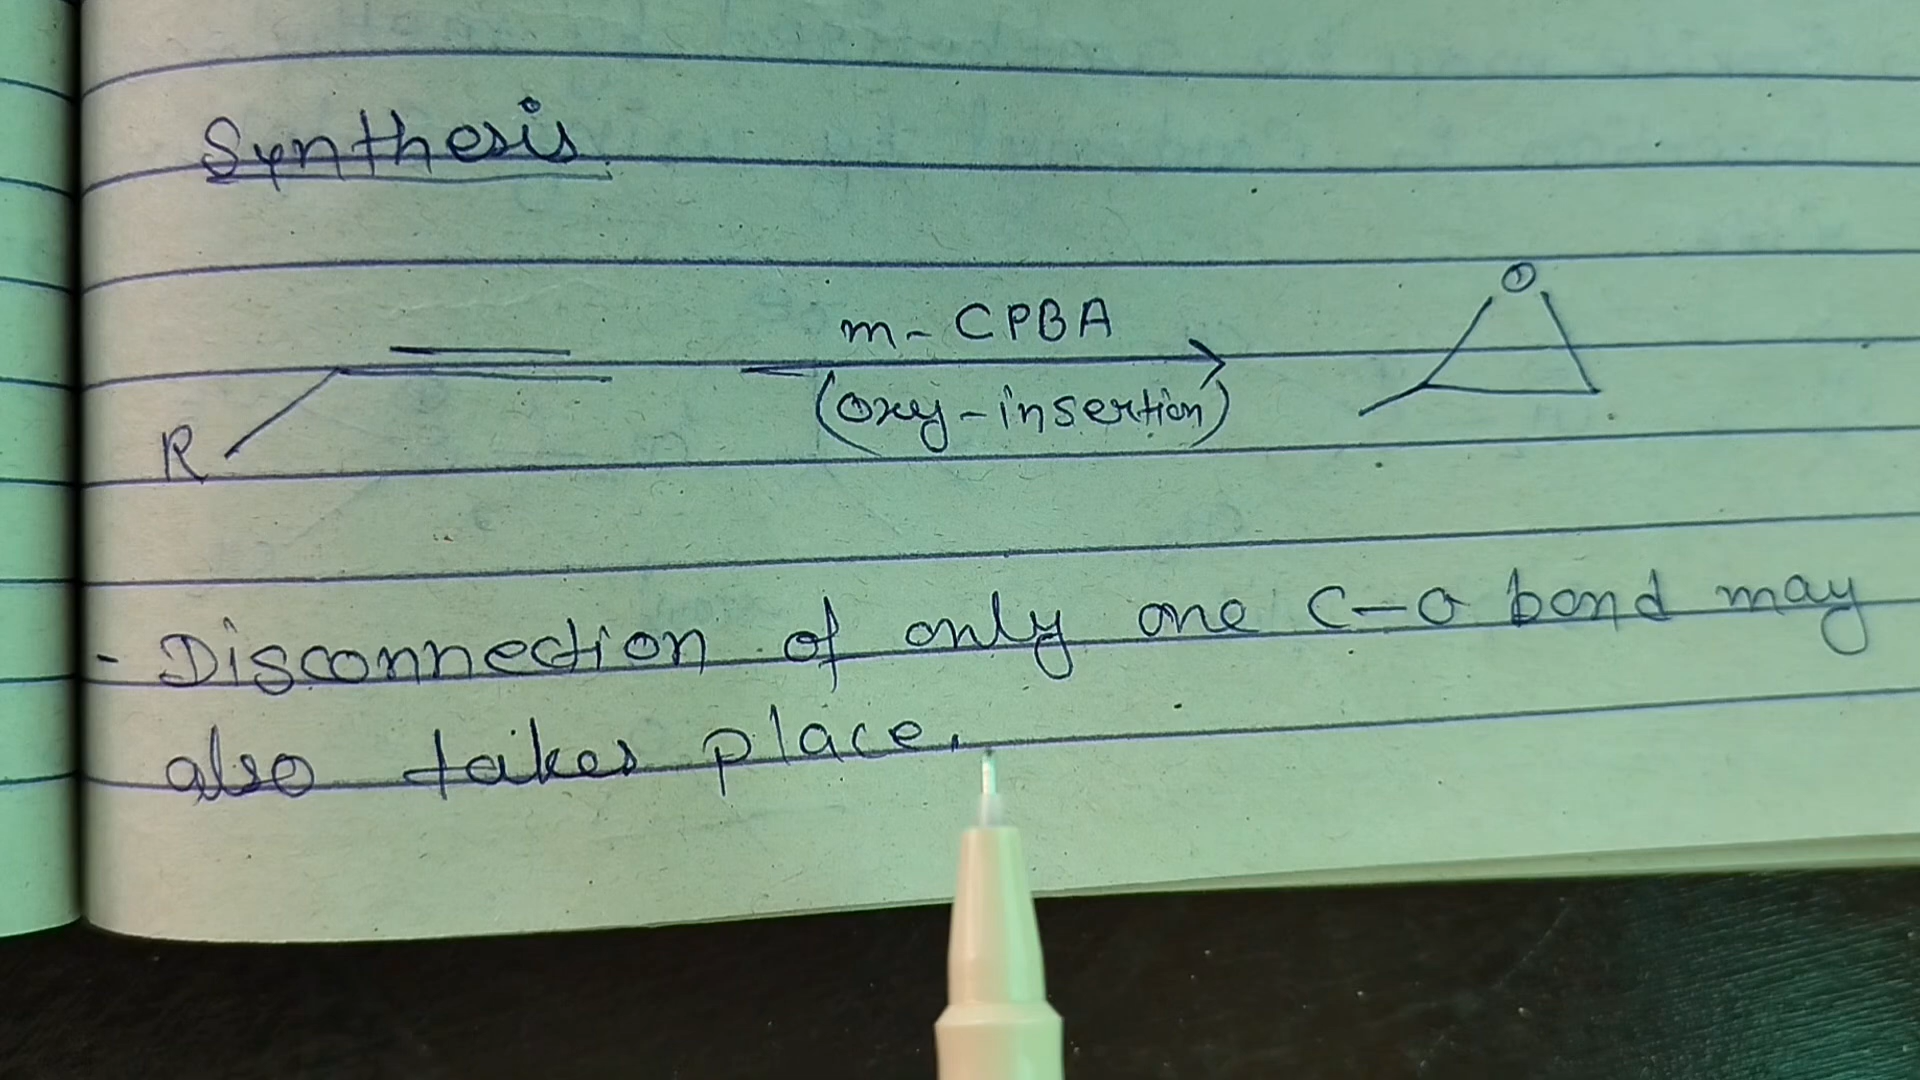 Synthesis
O
m-CPBA
R
(Oxy-insertion)
- Disconnection of only one C-O bond may
also takes place.